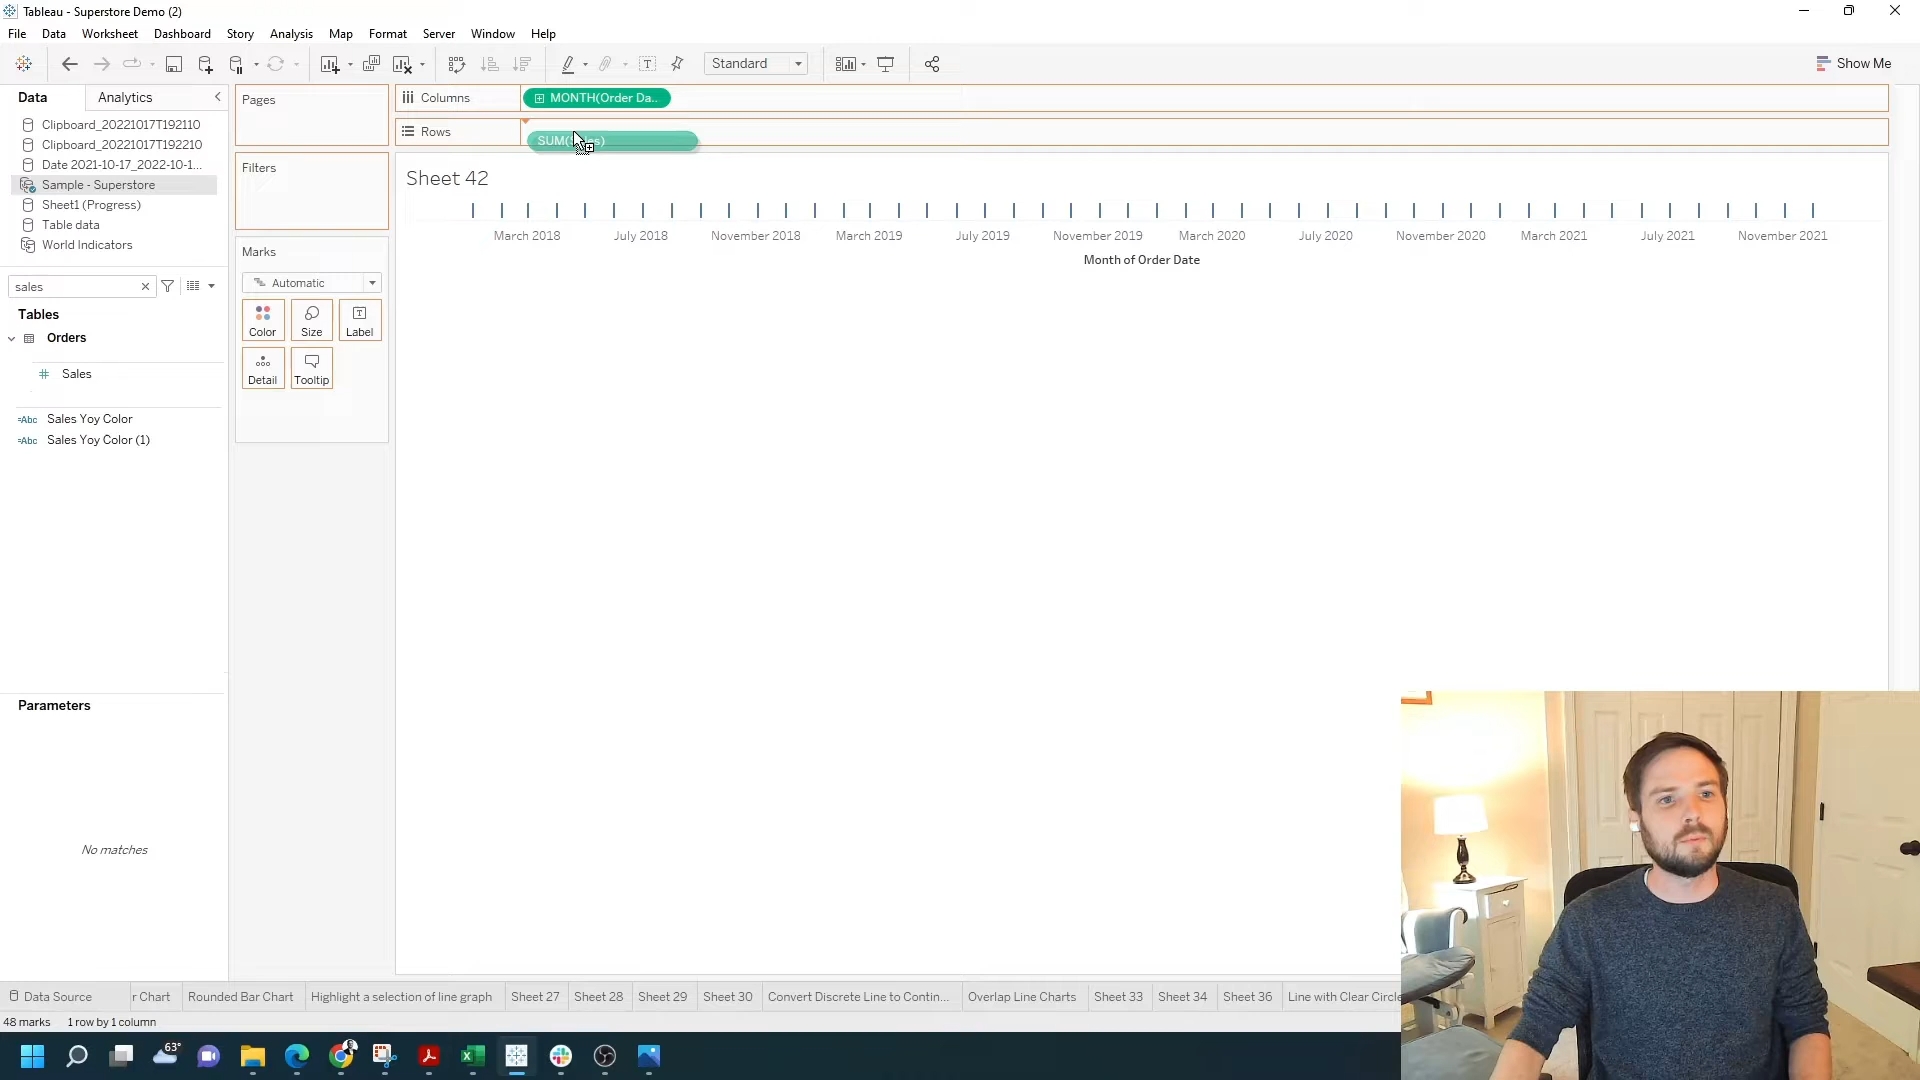 Tableau - Superstore Demo (2)
File Data Worksheet Dashboard Story Analysis Map Format Server Window Help
Standard
Show Me
Data
Analytics
Clipboard_20221017T192110
Clipboard_20221017T192210
Date 2021-10-17_2022-10-1...
Sample - Superstore
Sheet1 (Progress)
Table data
World Indicators
sales
Tables
Orders
Sales
Sales Yoy Color
Sales Yoy Color (1)
Parameters
No matches
Pages
Filters
Marks
Automatic
Color
Size
Label
Detail
Tooltip
Columns
MONTH(Order Da..
Rows
Sheet 42
March 2018 July 2018 November 2018 March 2019 July 2019 November 2019 March 2020 July 2020 November 2020 March 2021 July 2021 November 2021
Month of Order Date
Data Source
r Chart
Rounded Bar Chart
Highlight a selection of line graph
Sheet 27
Sheet 28
Sheet 29
Sheet 30
Convert Discrete Line to Contin...
Overlap Line Charts
Sheet 33
Sheet 34
Sheet 36
Line with Clear Circle
48 marks 1 row by 1 column
63°